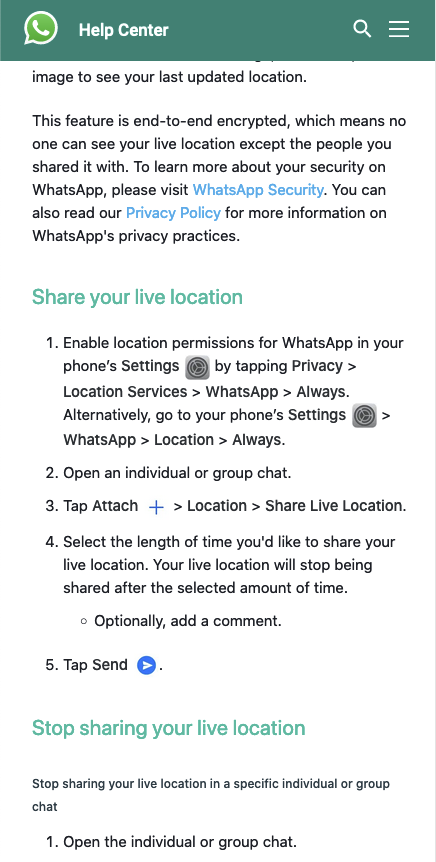 Help Center
image to see your last updated location.
This feature is end-to-end encrypted, which means no
one can see your live location except the people you
shared it with. To learn more about your security on
WhatsApp, please visit WhatsApp Security. You can
also read our Privacy Policy for more information on
WhatsApp's privacy practices.
Share your live location
1. Enable location permissions for WhatsApp in your
phone’s Settings by tapping Privacy >
Location Services > WhatsApp > Always.
Alternatively, go to your phone’s Settings >
WhatsApp > Location > Always.
2. Open an individual or group chat.
3. Tap Attach > Location > Share Live Location.
4. Select the length of time you'd like to share your
live location. Your live location will stop being
shared after the selected amount of time.
Optionally, add a comment.
5. Tap Send .
Stop sharing your live location
Stop sharing your live location in a specific individual or group
chat
1. Open the individual or group chat.